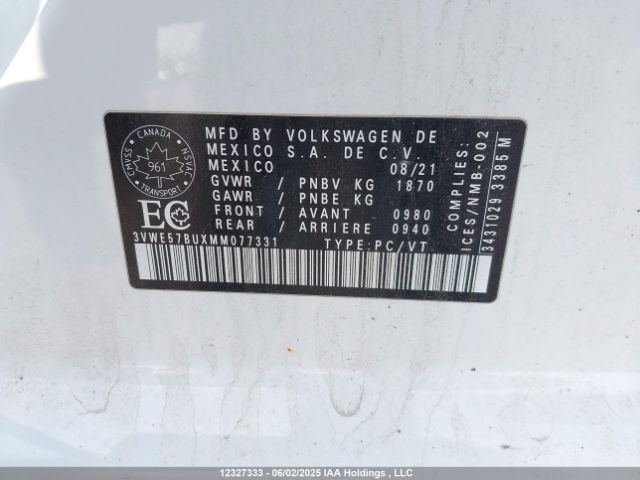 CANADA
CMVSS NSVAC
961
TRANSPORT
EC
MFD BY VOLKSWAGEN DE
MEXICO S.A. DE C.V.
MEXICO 08/21
GVWR / PNBV KG 1870
GAWR / PNBE KG
FRONT / AVANT 0980
REAR / ARRIERE 0940
3VWE57BUXMM077331 TYPE:PC/VT
COMPLIES:
ICES/NMB-002
3431029 3385 M
12327333 - 06/02/2025 IAA Holdings , LLC